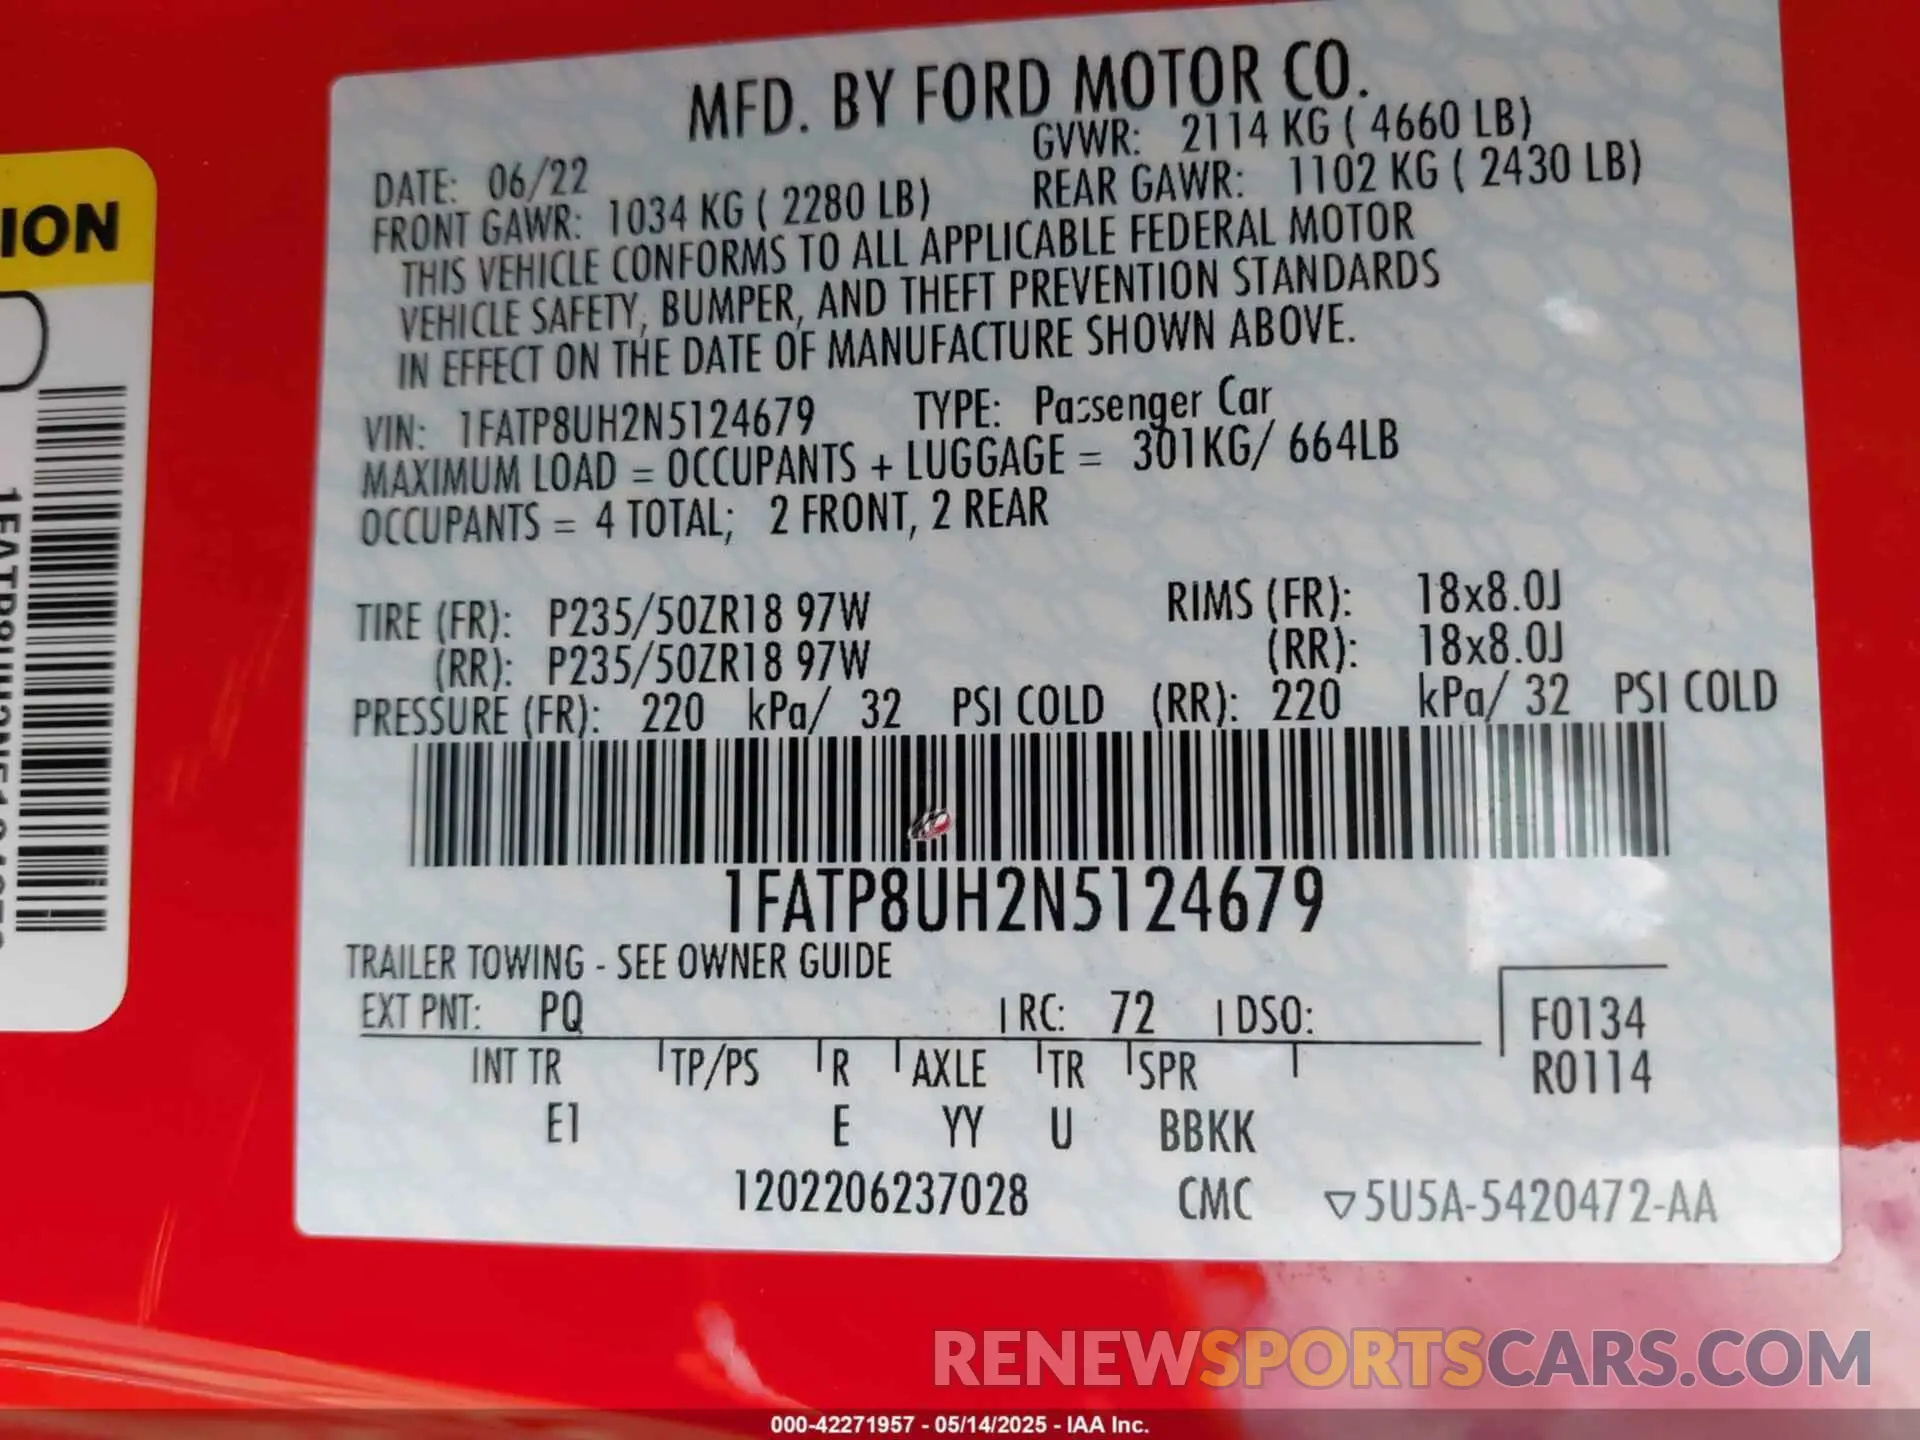 MFD. BY FORD MOTOR CO.
DATE: 06/22 GVWR: 2114 KG ( 4660 LB)
FRONT GAWR: 1034 KG ( 2280 LB) REAR GAWR: 1102 KG ( 2430 LB)
THIS VEHICLE CONFORMS TO ALL APPLICABLE FEDERAL MOTOR
VEHICLE SAFETY, BUMPER, AND THEFT PREVENTION STANDARDS
IN EFFECT ON THE DATE OF MANUFACTURE SHOWN ABOVE.
VIN: 1FATP8UH2N5124679 TYPE: Passenger Car
MAXIMUM LOAD = OCCUPANTS + LUGGAGE = 301KG/ 664LB
OCCUPANTS = 4 TOTAL; 2 FRONT, 2 REAR
TIRE (FR): P235/50ZR18 97W RIMS (FR): 18x8.0J
(RR): P235/50ZR18 97W (RR): 18x8.0J
PRESSURE (FR): 220 kPa/ 32 PSI COLD (RR): 220 kPa/ 32 PSI COLD
1FATP8UH2N5124679
TRAILER TOWING - SEE OWNER GUIDE
EXT PNT: PQ RC: 72 DSO: F0134
INT TR TP/PS R AXLE TR SPR R0114
E1 E YY U BBKK
1202206237028 CMC ▽5U5A-5420472-AA
ION
RENEWSPORTSCARS.COM
000-42271957 - 05/14/2025 - IAA Inc.